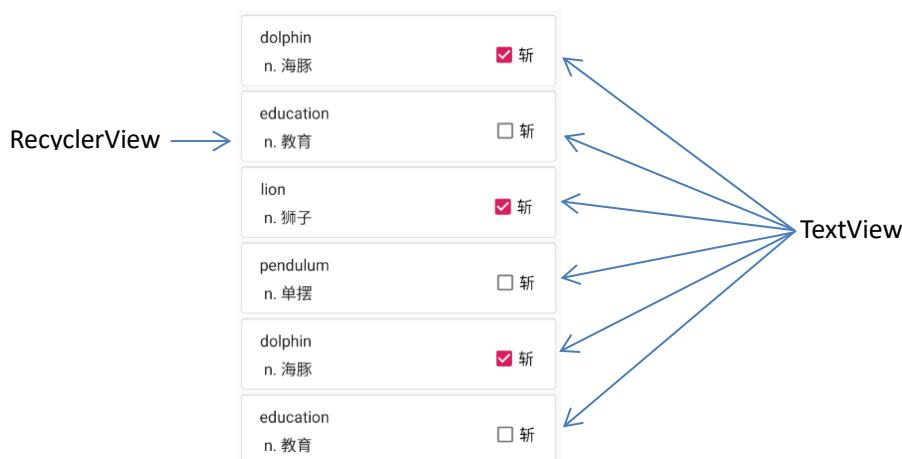 dolphin
n. 海豚
斩
education
n. 教育
斩
RecyclerView
lion
n. 狮子
斩
TextView
pendulum
n. 单摆
斩
dolphin
n. 海豚
斩
education
n. 教育
斩